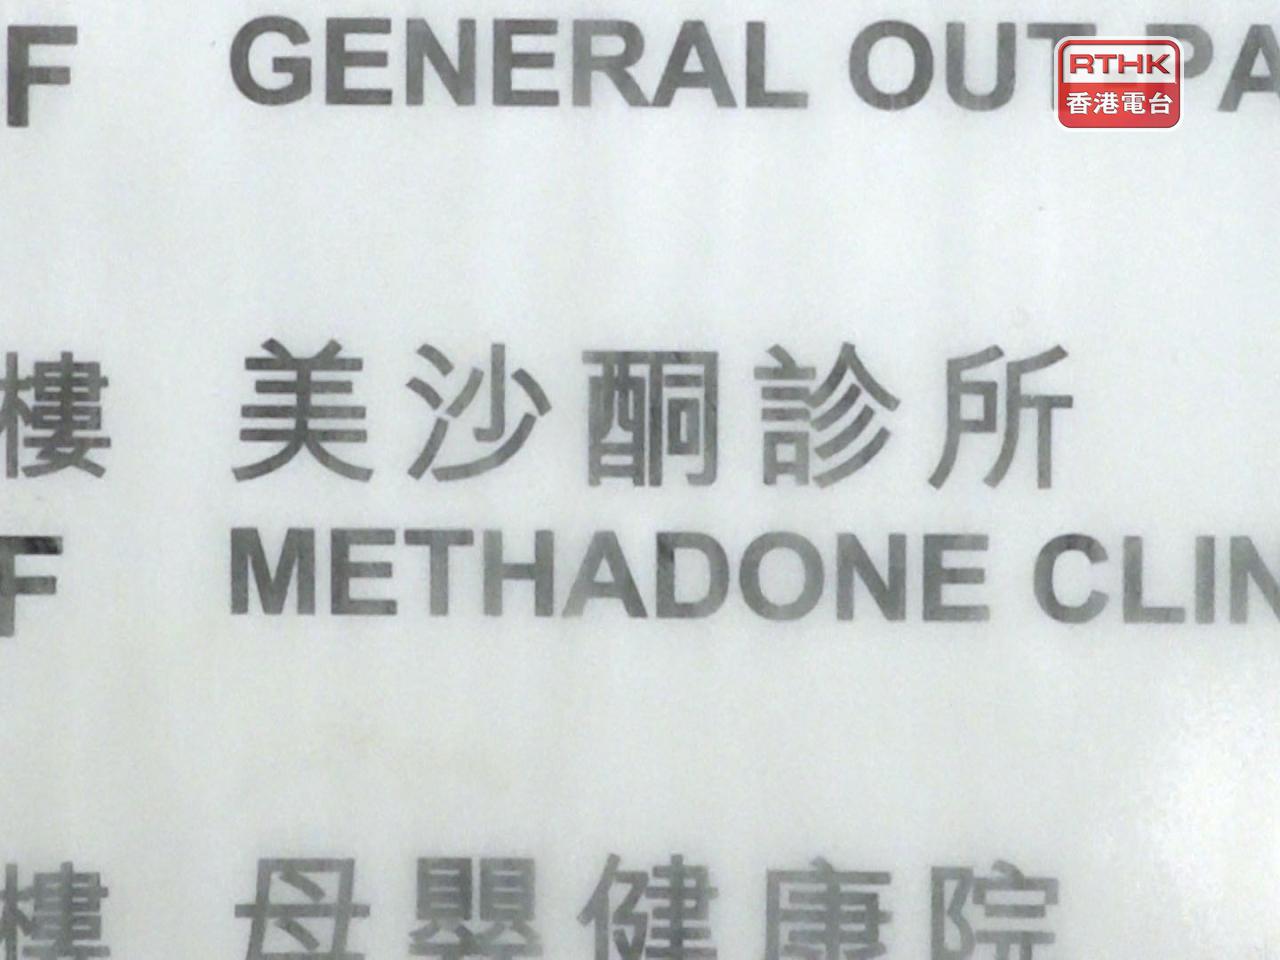 F GENERAL OUT PA
RTHK
香港電台
樓 美沙酮診所
F METHADONE CLIN
樓 母嬰健康院